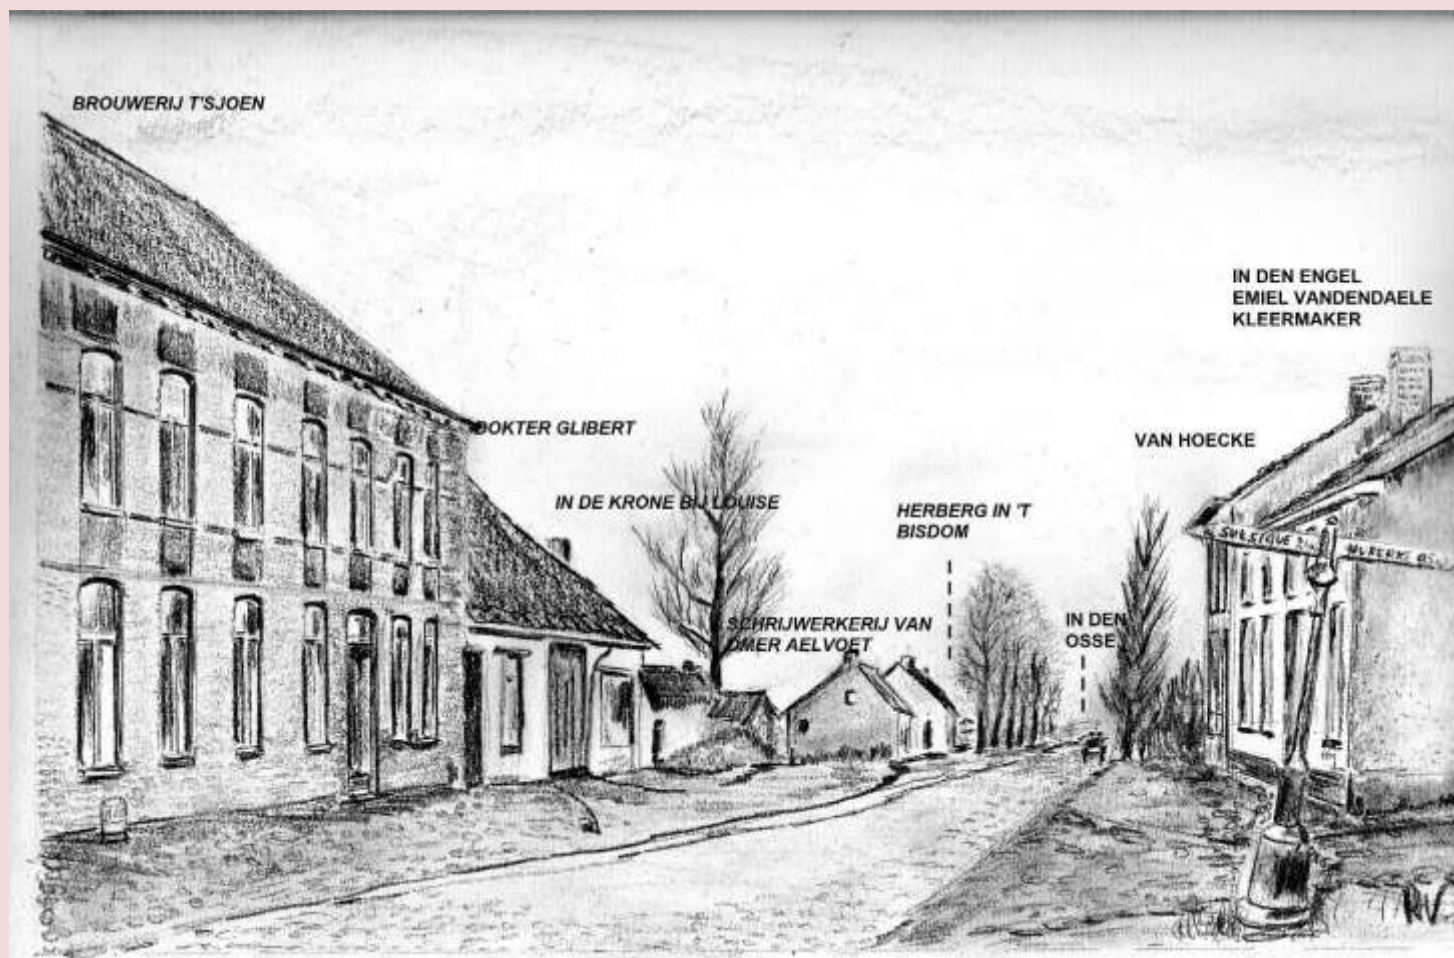 BROUWERIJ T'SJOEN
IN DEN ENGEL
EMIEL VANDENDAELE
KLEERMAKER
DOKTER GLIBERT
VAN HOECKE
IN DE KRONE BIJ LOUISE
HERBERG IN 'T
BISDOM
SCHRIJWERKERIJ VAN
OMER AELVOET
IN DEN
OSSE
RV